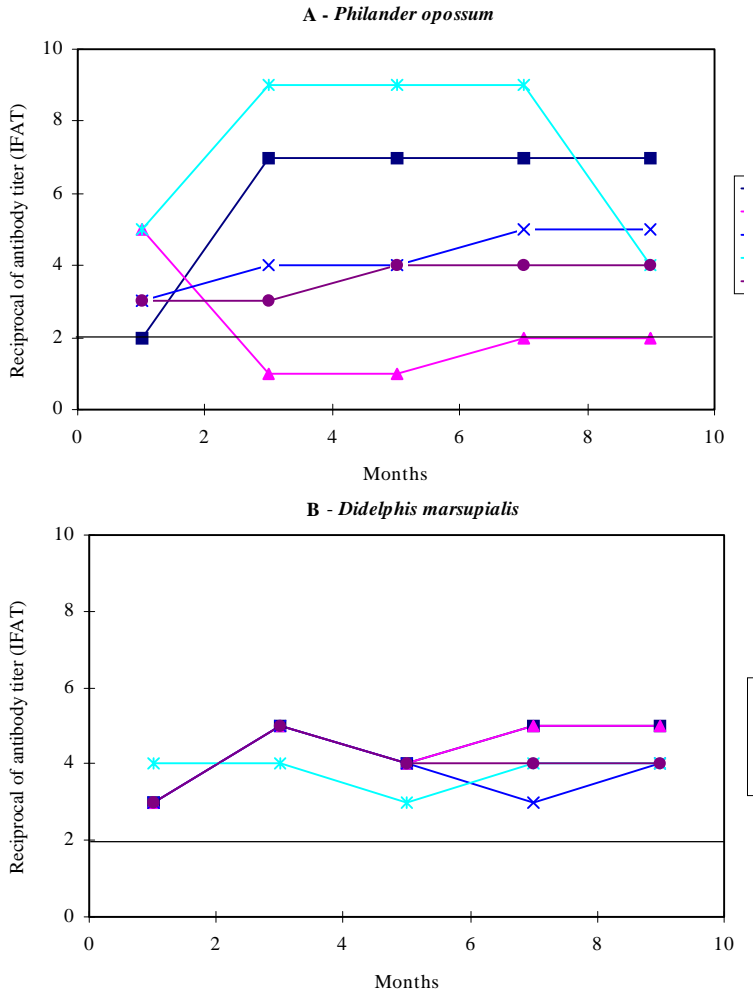 A - Philander opossum
Reciprocal of antibody titer (IFAT)
10
8
6
4
2
0
0 2 4 6 8 10
Months
B - Didelphis marsupialis
Reciprocal of antibody titer (IFAT)
10
8
6
4
2
0
0 2 4 6 8 10
Months